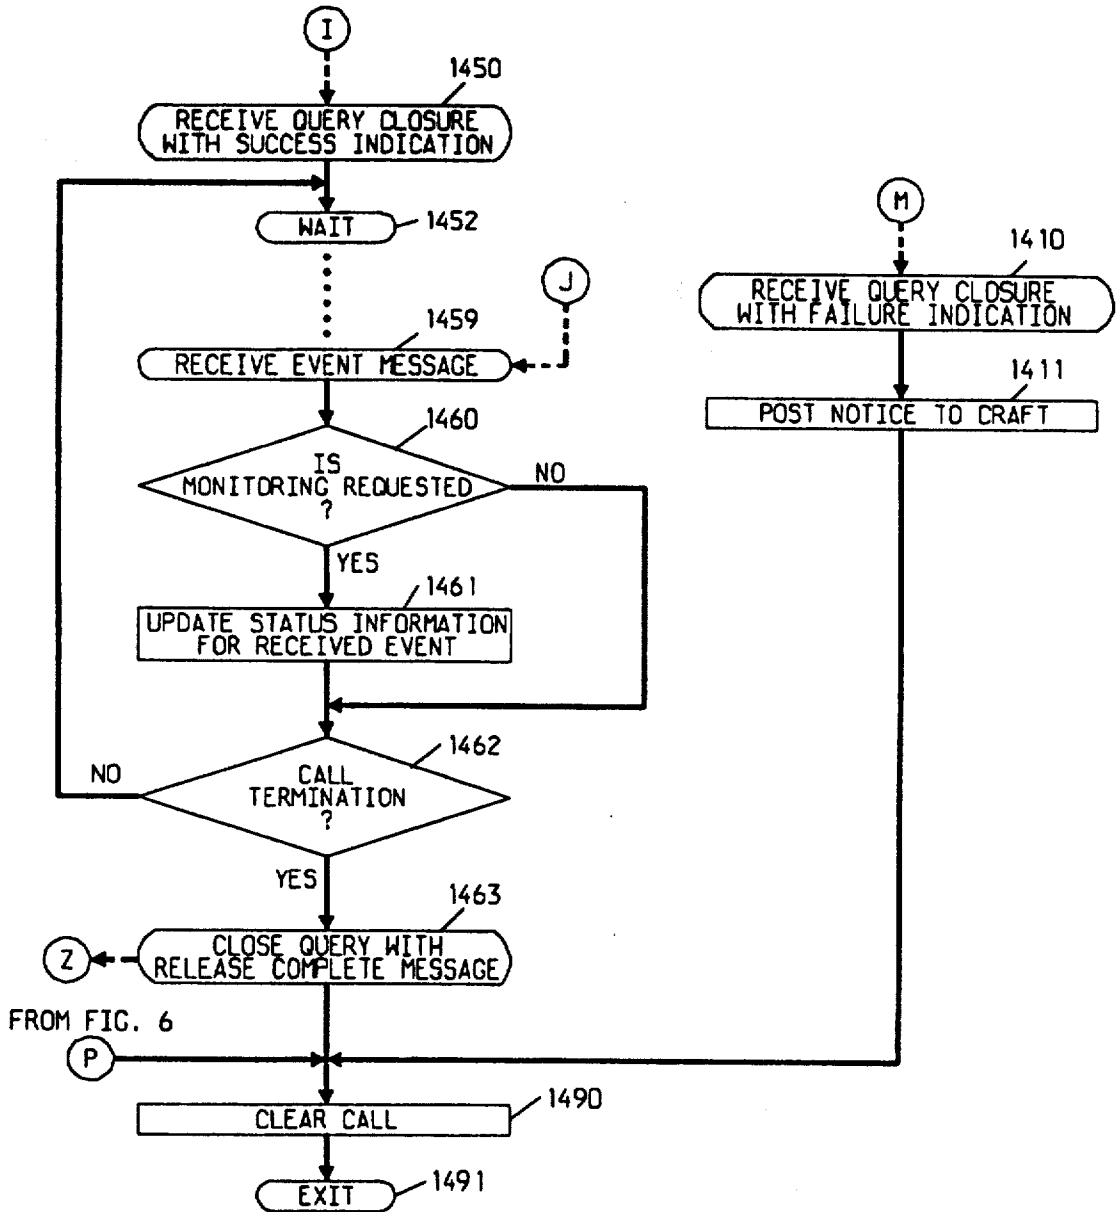 I
1450
RECEIVE QUERY CLOSURE
WITH SUCCESS INDICATION
WAIT
1452
J
1459
RECEIVE EVENT MESSAGE
1460
IS
MONITORING REQUESTED
?
NO
YES
1461
UPDATE STATUS INFORMATION
FOR RECEIVED EVENT
1462
CALL
TERMINATION
?
NO
YES
1463
CLOSE QUERY WITH
RELEASE COMPLETE MESSAGE
Z
FROM FIG. 6
P
M
1410
RECEIVE QUERY CLOSURE
WITH FAILURE INDICATION
1411
POST NOTICE TO CRAFT
1490
CLEAR CALL
EXIT
1491